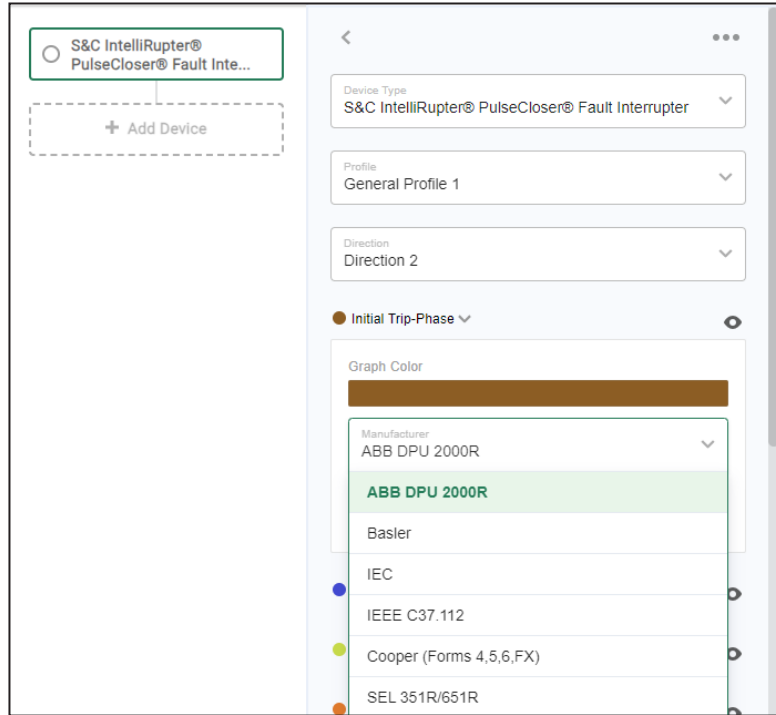 S&C IntelliRupter®
PulseCloser® Fault Inte...
+ Add Device
Device Type
S&C IntelliRupter® PulseCloser® Fault Interrupter
Profile
General Profile 1
Direction
Direction 2
Initial Trip-Phase
Graph Color
Manufacturer
ABB DPU 2000R
ABB DPU 2000R
Basler
IEC
IEEE C37.112
Cooper (Forms 4,5,6,FX)
SEL 351R/651R